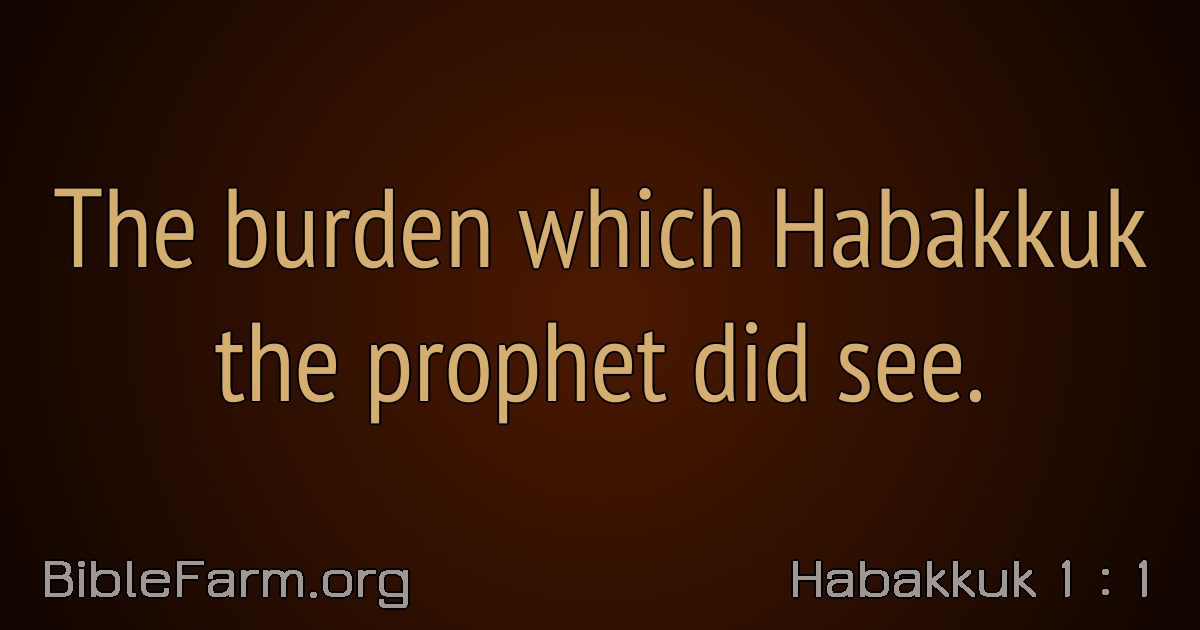 The burden which Habakkuk
the prophet did see.
BibleFarm.org
Habakkuk 1 : 1